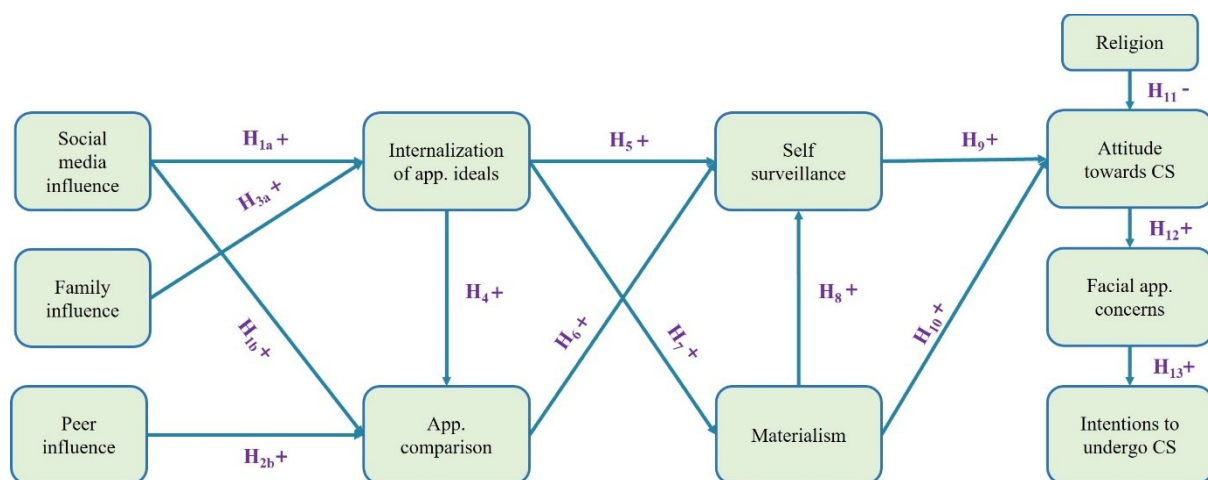 Religion
H11 -
Social
media
influence
H1a +
Internalization
of app. ideals
H5 +
Self
surveillance
H9 +
Attitude
towards CS
H3a +
H12+
Family
influence
H4 +
H8 +
Facial app.
concerns
H1b +
H6 +
H7 +
H10 +
H13+
Peer
influence
H2b+
App.
comparison
Materialism
Intentions to
undergo CS